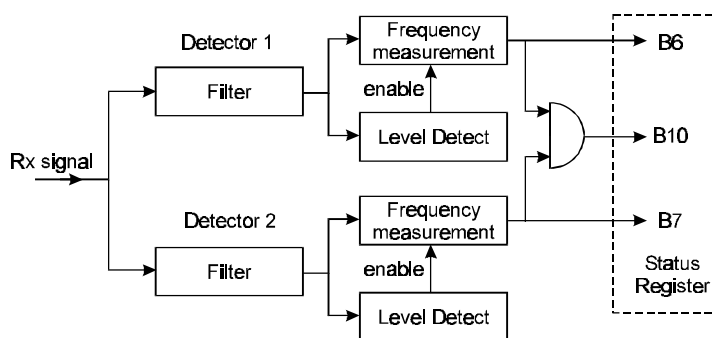 Detector 1
Filter
Frequency
measurement
enable
Level Detect
B6
B10
Rx signal
Detector 2
Filter
Frequency
measurement
enable
Level Detect
B7
Status
Register